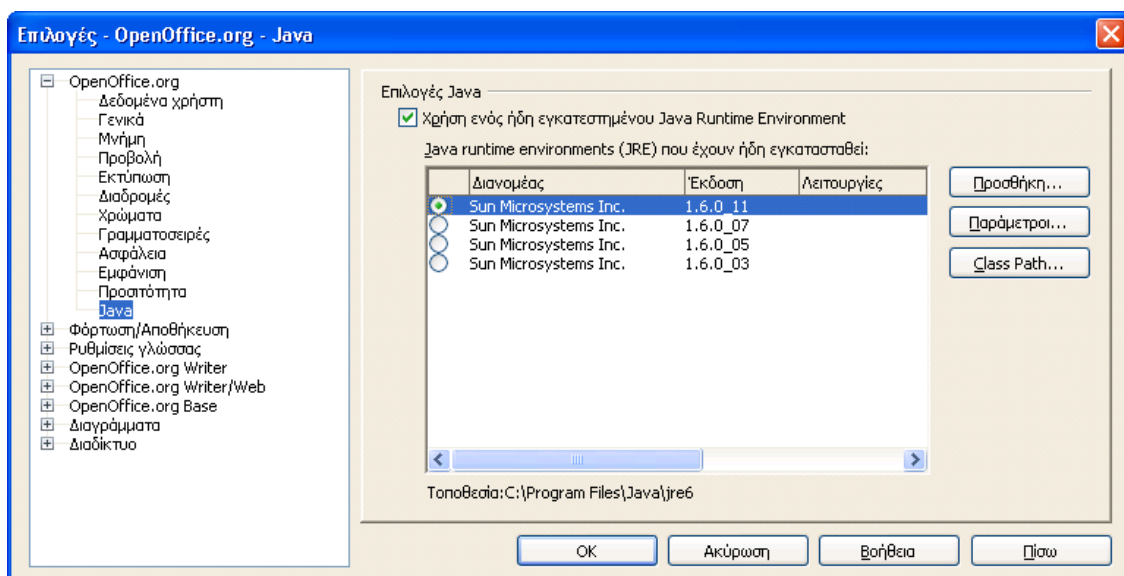 Επιλογές - OpenOffice.org - Java
OpenOffice.org
Δεδομένα χρήστη
Γενικά
Μνήμη
Προβολή
Εκτύπωση
Διαδρομές
Χρώματα
Γραμματοσειρές
Ασφάλεια
Εμφάνιση
Προσιτότητα
Java
Φόρτωση/Αποθήκευση
Ρυθμίσεις γλώσσας
OpenOffice.org Writer
OpenOffice.org Writer/Web
OpenOffice.org Base
Διαγράμματα
Διαδίκτυο
Επιλογές Java
Χρήση ενός ήδη εγκατεστημένου Java Runtime Environment
Java runtime environments (JRE) που έχουν ήδη εγκατασταθεί:
Διανομέας Έκδοση Λειτουργίες
Sun Microsystems Inc. 1.6.0_11
Sun Microsystems Inc. 1.6.0_07
Sun Microsystems Inc. 1.6.0_05
Sun Microsystems Inc. 1.6.0_03
Προσθήκη...
Παράμετροι...
Class Path...
Τοποθεσία:C:\Program Files\Java\jre6
OK Ακύρωση Βοήθεια Πίσω